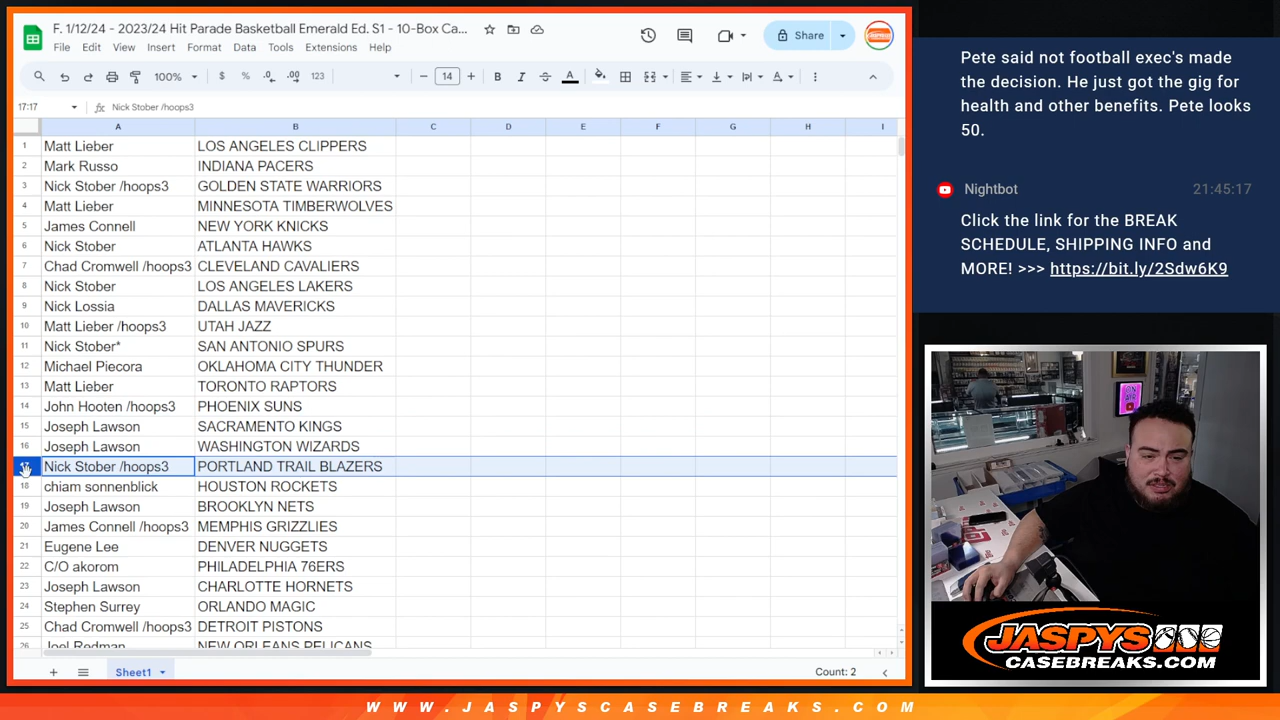 F. 1/12/24 - 2023/24 Hit Parade Basketball Emerald Ed. S1 - 10-Box Ca...
File Edit View Insert Format Data Tools Extensions Help
Share
100% $ % .0 .00 123 14 B I A
17:17 fx Nick Stober /hoops3
A B C D E F G H I
1 Matt Lieber LOS ANGELES CLIPPERS
2 Mark Russo INDIANA PACERS
3 Nick Stober /hoops3 GOLDEN STATE WARRIORS
4 Matt Lieber MINNESOTA TIMBERWOLVES
5 James Connell NEW YORK KNICKS
6 Nick Stober ATLANTA HAWKS
7 Chad Cromwell /hoops3 CLEVELAND CAVALIERS
8 Nick Stober LOS ANGELES LAKERS
9 Nick Lossia DALLAS MAVERICKS
10 Matt Lieber /hoops3 UTAH JAZZ
11 Nick Stober* SAN ANTONIO SPURS
12 Michael Piecora OKLAHOMA CITY THUNDER
13 Matt Lieber TORONTO RAPTORS
14 John Hooten /hoops3 PHOENIX SUNS
15 Joseph Lawson SACRAMENTO KINGS
16 Joseph Lawson WASHINGTON WIZARDS
Nick Stober /hoops3 PORTLAND TRAIL BLAZERS
18 chiam sonnenblick HOUSTON ROCKETS
19 Joseph Lawson BROOKLYN NETS
20 James Connell /hoops3 MEMPHIS GRIZZLIES
21 Eugene Lee DENVER NUGGETS
22 C/O akorom PHILADELPHIA 76ERS
23 Joseph Lawson CHARLOTTE HORNETS
24 Stephen Surrey ORLANDO MAGIC
25 Chad Cromwell /hoops3 DETROIT PISTONS
26 Joel Redman NEW ORLEANS PELICANS
Sheet1
Count: 2
Pete said not football exec's made
the decision. He just got the gig for
health and other benefits. Pete looks
50.
Nightbot 21:45:17
Click the link for the BREAK
SCHEDULE, SHIPPING INFO and
MORE! >>> https://bit.ly/2Sdw6K9
ON
AIR
JASPYS
CASEBREAKS.COM
WWW.JASPYSCASEBREAKS.COM